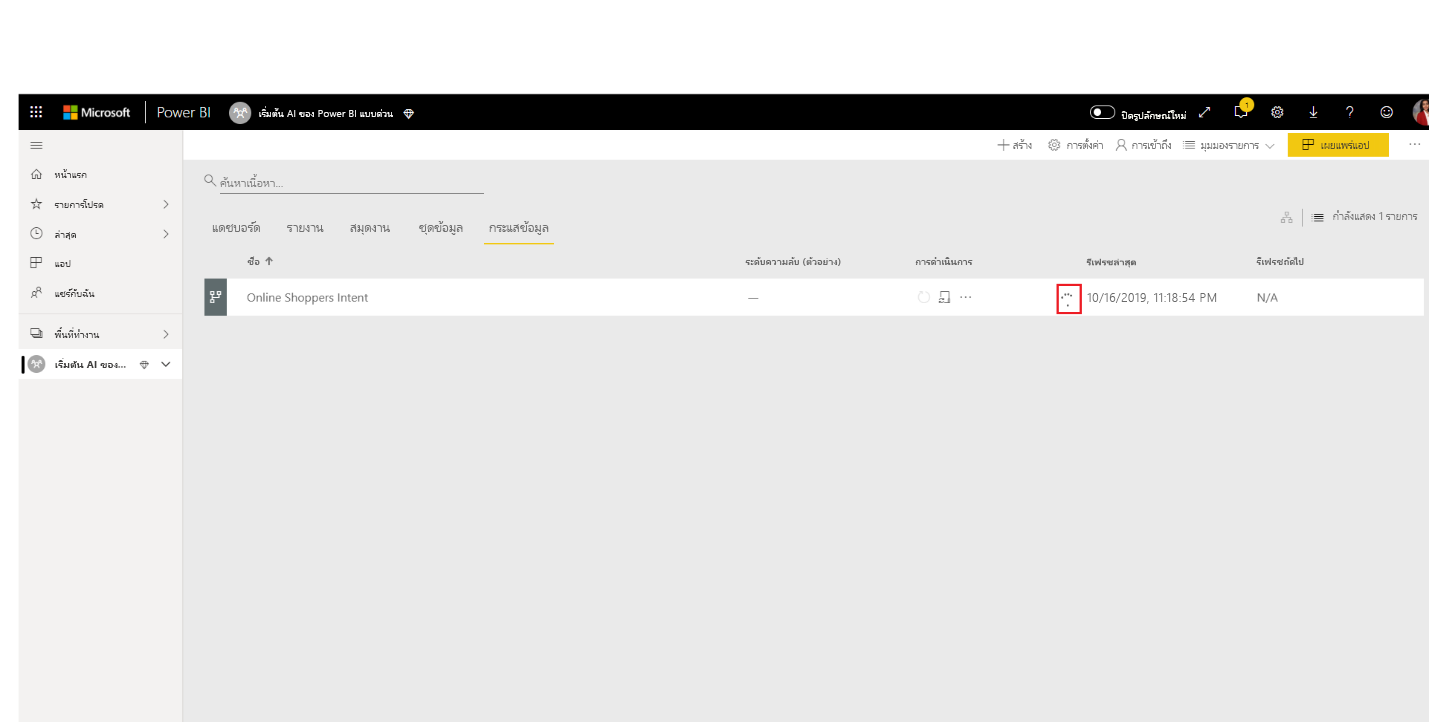 Microsoft Power BI เริ่มต้น AI ของ Power BI แบบด่วน ปิดรูปลักษณ์ใหม่ 1 ?
สร้าง การตั้งค่า การเข้าถึง มุมมองรายการ เผยแพร่แอป ...
หน้าแรก
รายการโปรด
ล่าสุด
แอป
แชร์กับฉัน
พื้นที่ทำงาน
เริ่มต้น AI ของ...
ค้นหาเนื้อหา...
กำลังแสดง 1 รายการ
แดชบอร์ด รายงาน สมุดงาน ชุดข้อมูล กระแสข้อมูล
ชื่อ ระดับความลับ (ตัวอย่าง) การดำเนินการ รีเฟรชล่าสุด รีเฟรชถัดไป
Online Shoppers Intent — ... 10/16/2019, 11:18:54 PM N/A